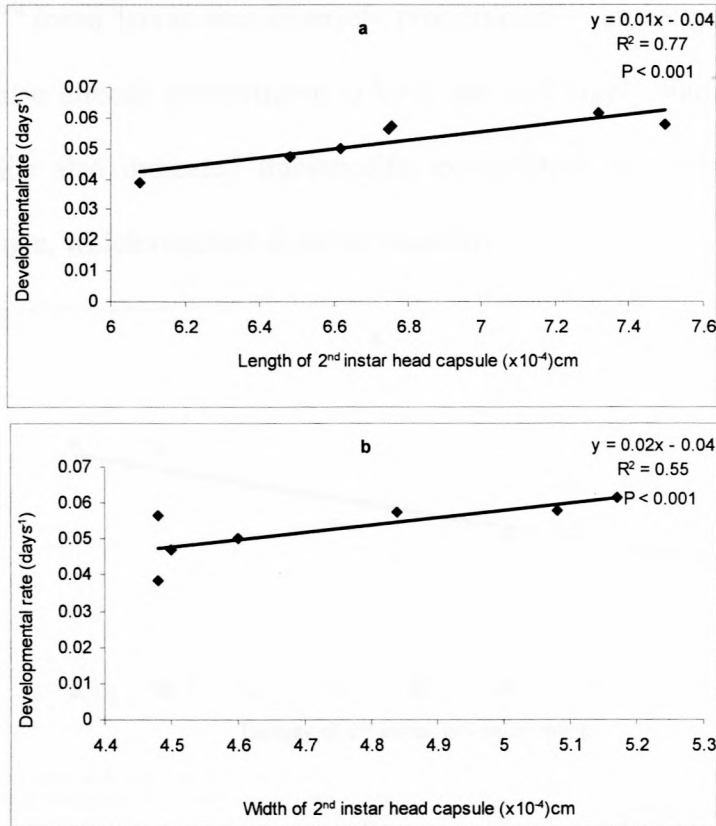 a
y = 0.01x - 0.04
R² = 0.77
P < 0.001
Developmentalrate (days⁻¹)
0.07
0.06
0.05
0.04
0.03
0.02
0.01
0
6 6.2 6.4 6.6 6.8 7 7.2 7.4 7.6
Length of 2ⁿᵈ instar head capsule (x10⁻⁴)cm
b
y = 0.02x - 0.04
R² = 0.55
P < 0.001
Developmental rate (days⁻¹)
0.07
0.06
0.05
0.04
0.03
0.02
0.01
0
4.4 4.5 4.6 4.7 4.8 4.9 5 5.1 5.2 5.3
Width of 2ⁿᵈ instar head capsule (x10⁻⁴)cm